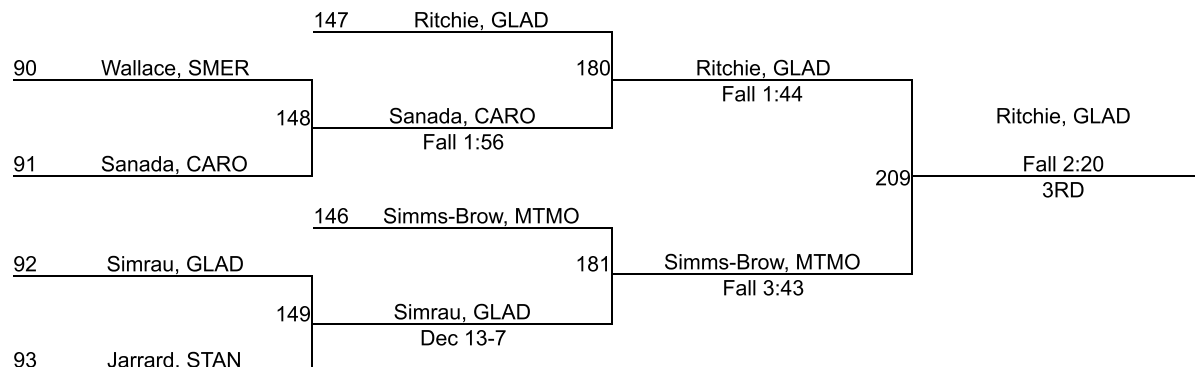 147 Ritchie, GLAD
90 Wallace, SMER
180 Ritchie, GLAD
Fall 1:44
148 Sanada, CARO
Fall 1:56
Ritchie, GLAD
91 Sanada, CARO
Fall 2:20
209
3RD
146 Simms-Brow, MTMO
92 Simrau, GLAD
181 Simms-Brow, MTMO
Fall 3:43
149 Simrau, GLAD
Dec 13-7
93 Jarrard, STAN